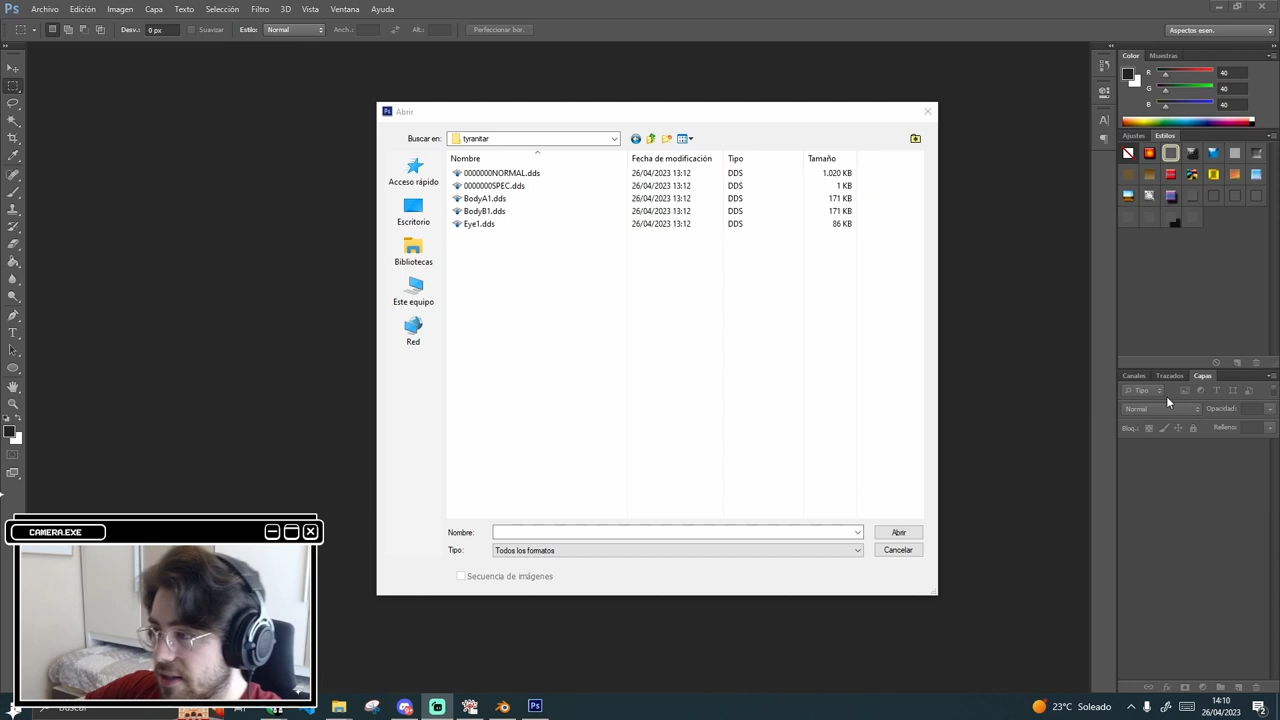 Ps Archivo Edición Imagen Capa Texto Selección Filtro 3D Vista Ventana Ayuda
Desv.: 0 px Suavizar Estilo: Normal Anch.: Alt.: Perfeccionar bor... Aspectos esen.
Color Muestras
R 40
G 40
B 40
Ajustes Estilos
Ps Abrir
Buscar en: tyranitar
Nombre Fecha de modificación Tipo Tamaño
0000000NORMAL.dds 26/04/2023 13:12 DDS 1.020 KB
0000000SPEC.dds 26/04/2023 13:12 DDS 1 KB
BodyA1.dds 26/04/2023 13:12 DDS 171 KB
BodyB1.dds 26/04/2023 13:12 DDS 171 KB
Eye1.dds 26/04/2023 13:12 DDS 86 KB
Acceso rápido
Escritorio
Bibliotecas
Este equipo
Red
Nombre: Abrir
Tipo: Todos los formatos Cancelar
Secuencia de imágenes
Canales Trazados Capas
Tipo
Normal Opacidad:
Bloq.: Relleno:
CAMERA.EXE
Buscar
Ps
Soleado
14:10
26/04/2023
2